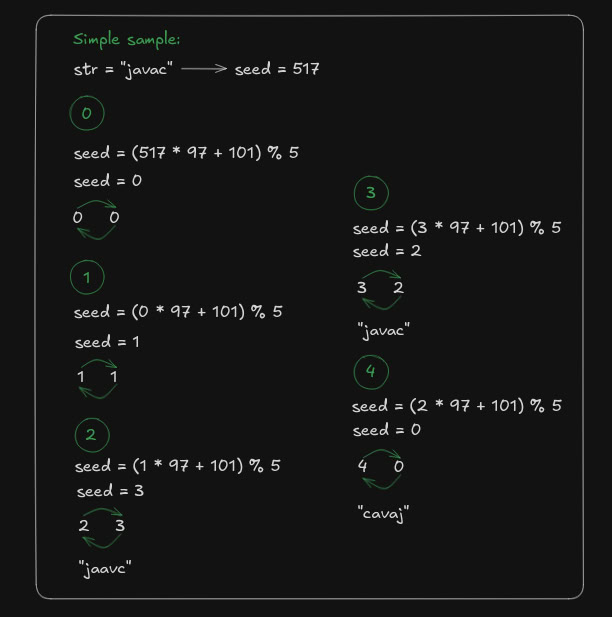 Simple sample:
str = "javac" → seed = 517
0
seed = (517 * 97 + 101) % 5
seed = 0
0 0
1
seed = (0 * 97 + 101) % 5
seed = 1
1 1
2
seed = (1 * 97 + 101) % 5
seed = 3
2 3
"jaavc"
3
seed = (3 * 97 + 101) % 5
seed = 2
3 2
"javac"
4
seed = (2 * 97 + 101) % 5
seed = 0
4 0
"cavaj"